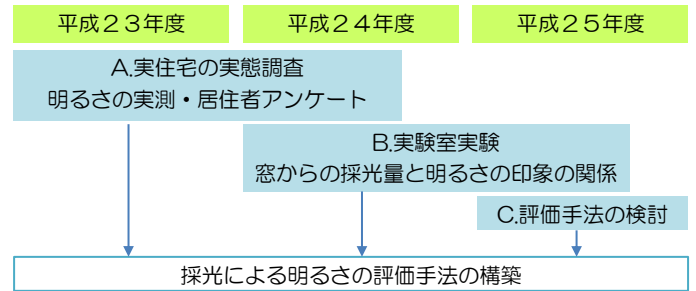 平成２３年度
平成２４年度
平成２５年度
A.実住宅の実態調査
明るさの実測・居住者アンケート
B.実験室実験
窓からの採光量と明るさの印象の関係
C.評価手法の検討
採光による明るさの評価手法の構築